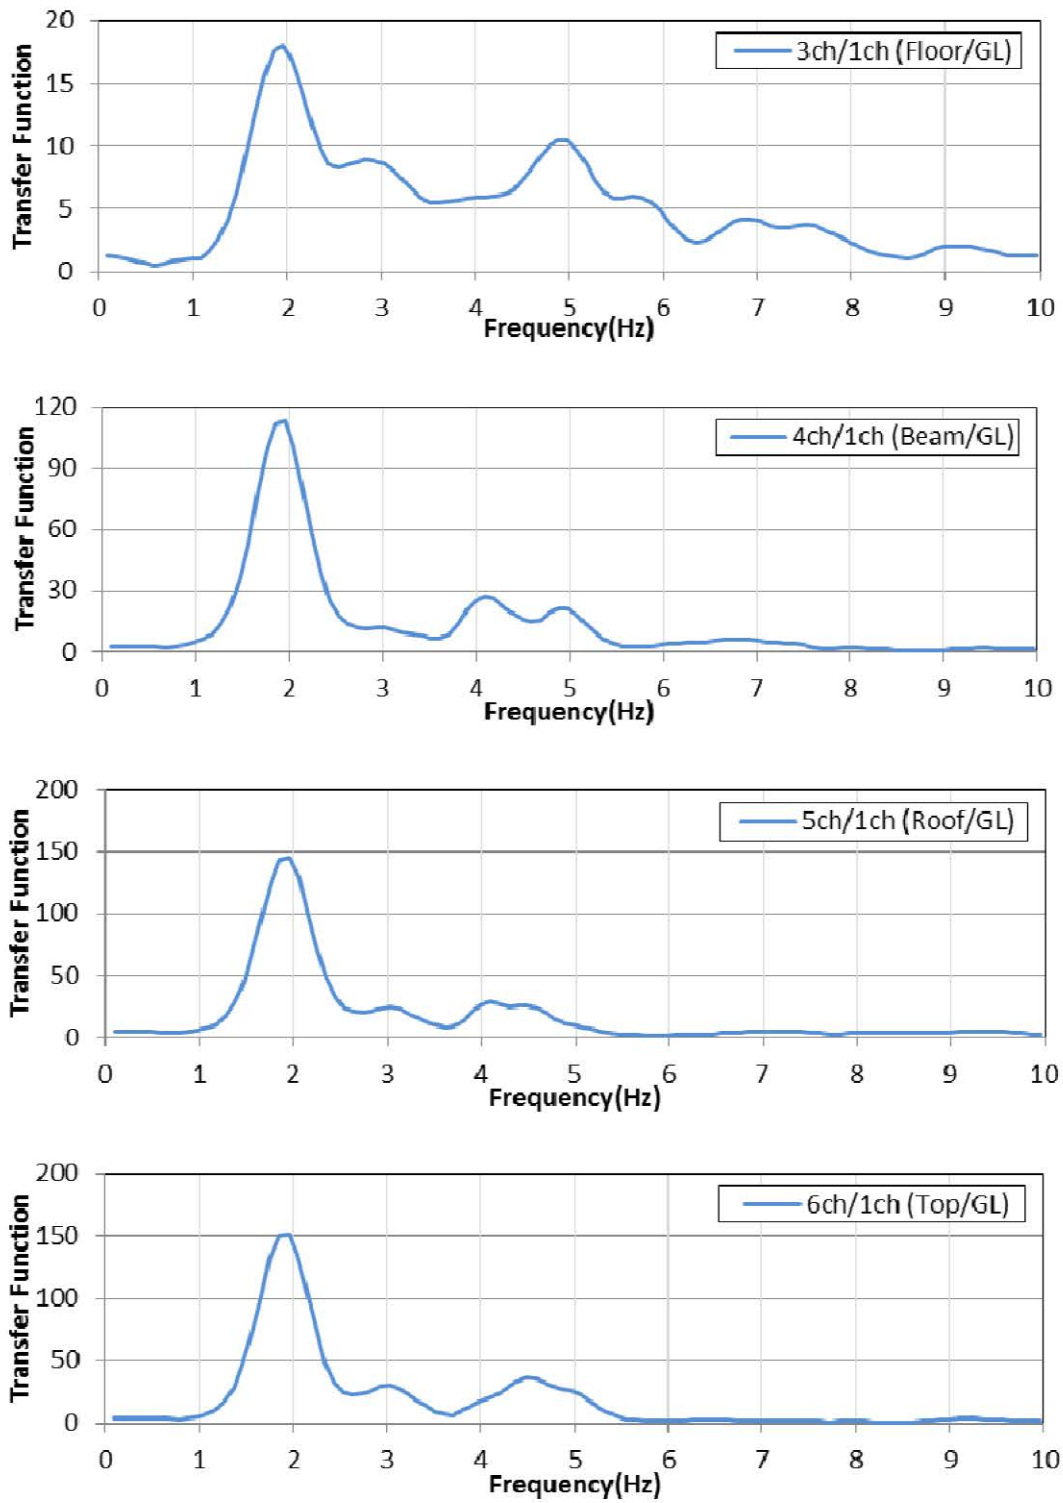 20
15
10
5
0
Transfer Function
3ch/1ch (Floor/GL)
0 1 2 3 4 5 6 7 8 9 10
Frequency(Hz)
120
90
60
30
0
Transfer Function
4ch/1ch (Beam/GL)
0 1 2 3 4 5 6 7 8 9 10
Frequency(Hz)
200
150
100
50
0
Transfer Function
5ch/1ch (Roof/GL)
0 1 2 3 4 5 6 7 8 9 10
Frequency(Hz)
200
150
100
50
0
Transfer Function
6ch/1ch (Top/GL)
0 1 2 3 4 5 6 7 8 9 10
Frequency(Hz)